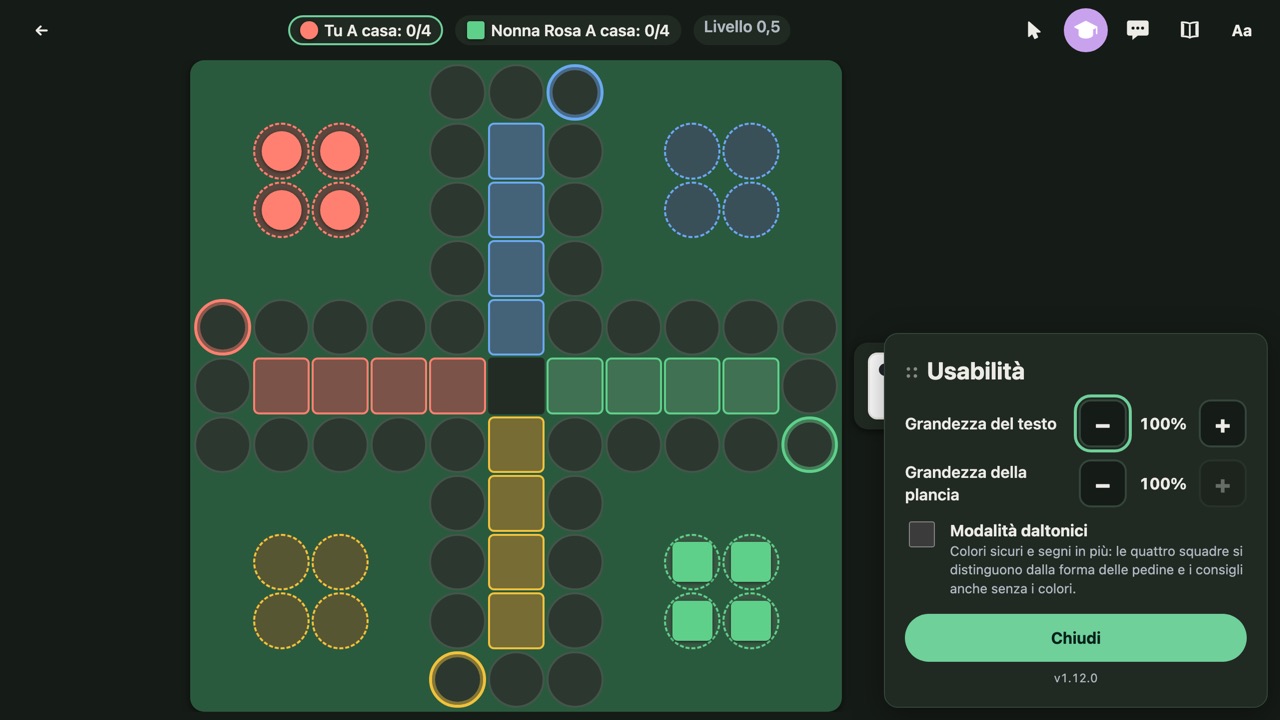 Tu A casa: 0/4
Nonna Rosa A casa: 0/4
Livello 0,5
Aa
Usabilità
Grandezza del testo
− 100% +
Grandezza della
plancia
− 100% +
Modalità daltonici
Colori sicuri e segni in più: le quattro squadre si
distinguono dalla forma delle pedine e i consigli
anche senza i colori.
Chiudi
v1.12.0